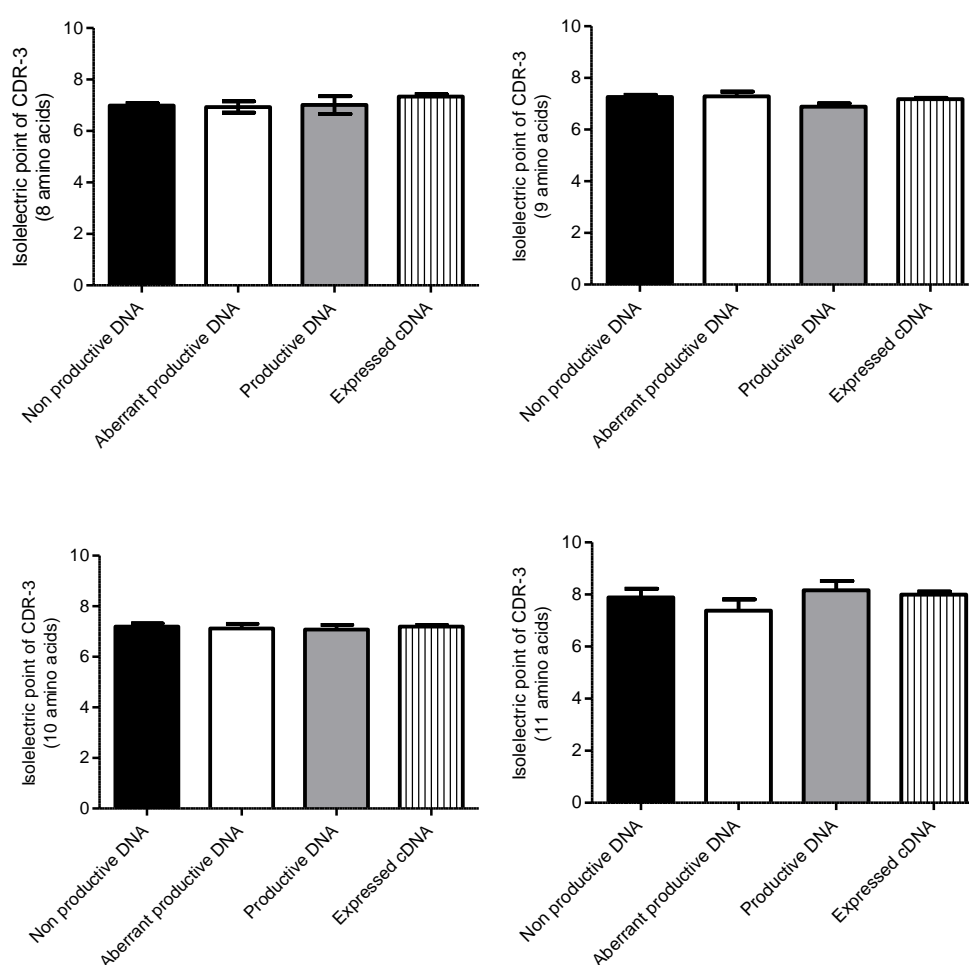 Isolelectric point of CDR-3
(8 amino acids)
10
8
6
4
2
0
Non productive DNA
Aberrant productive DNA
Productive DNA
Expressed cDNA
Isolelectric point of CDR-3
(9 amino acids)
10
8
6
4
2
0
Non productive DNA
Aberrant productive DNA
Productive DNA
Expressed cDNA
Isolelectric point of CDR-3
(10 amino acids)
10
8
6
4
2
0
Non productive DNA
Aberrant productive DNA
Productive DNA
Expressed cDNA
Isolelectric point of CDR-3
(11 amino acids)
10
8
6
4
2
0
Non productive DNA
Aberrant productive DNA
Productive DNA
Expressed cDNA